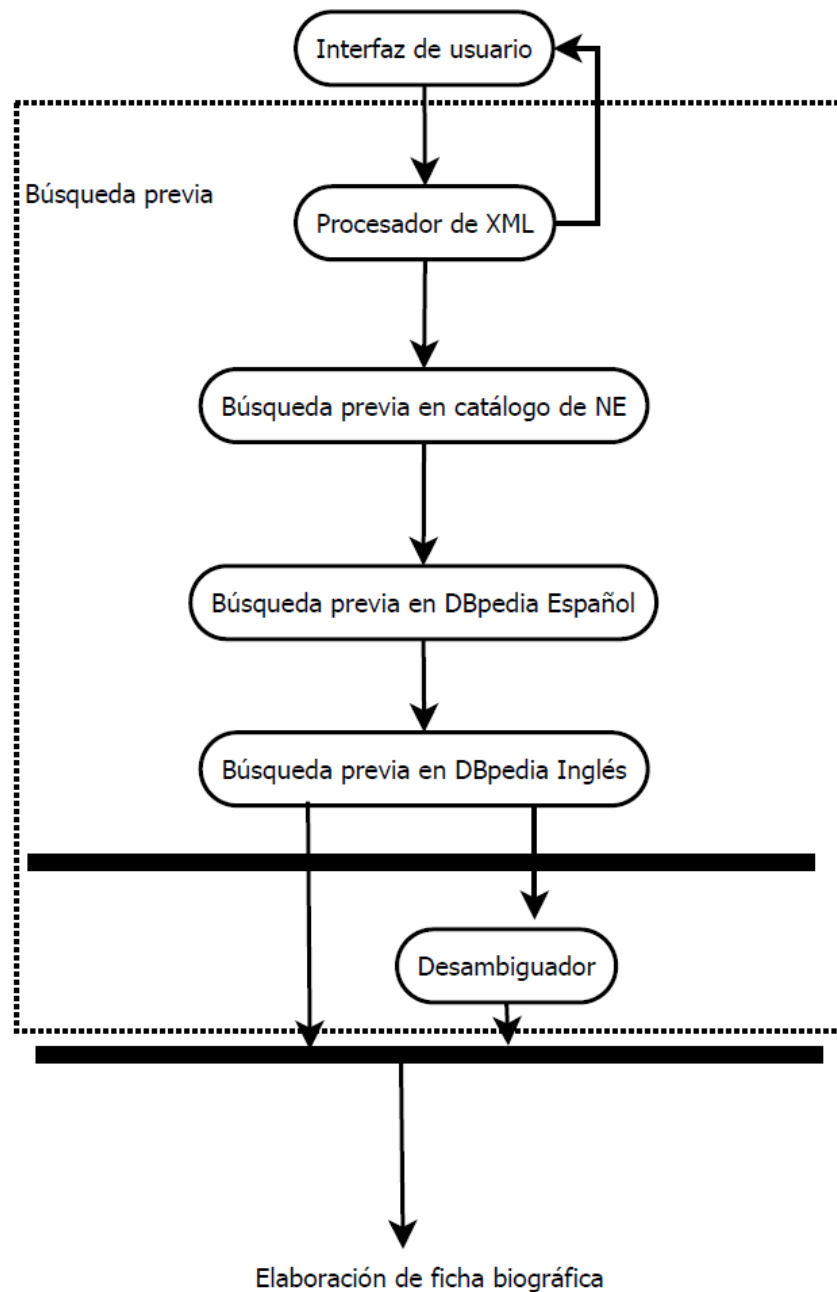 Interfaz de usuario
Búsqueda previa
Procesador de XML
Búsqueda previa en catálogo de NE
Búsqueda previa en DBpedia Español
Búsqueda previa en DBpedia Inglés
Desambiguador
Elaboración de ficha biográfica